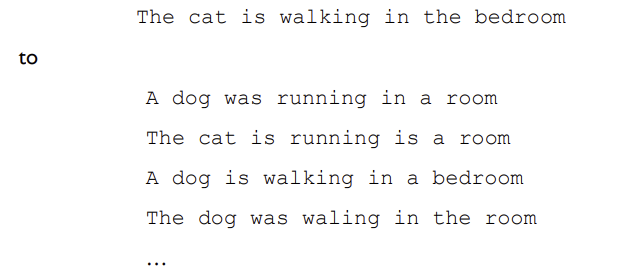 The cat is walking in the bedroom
to
A dog was running in a room
The cat is running is a room
A dog is walking in a bedroom
The dog was waling in the room
...